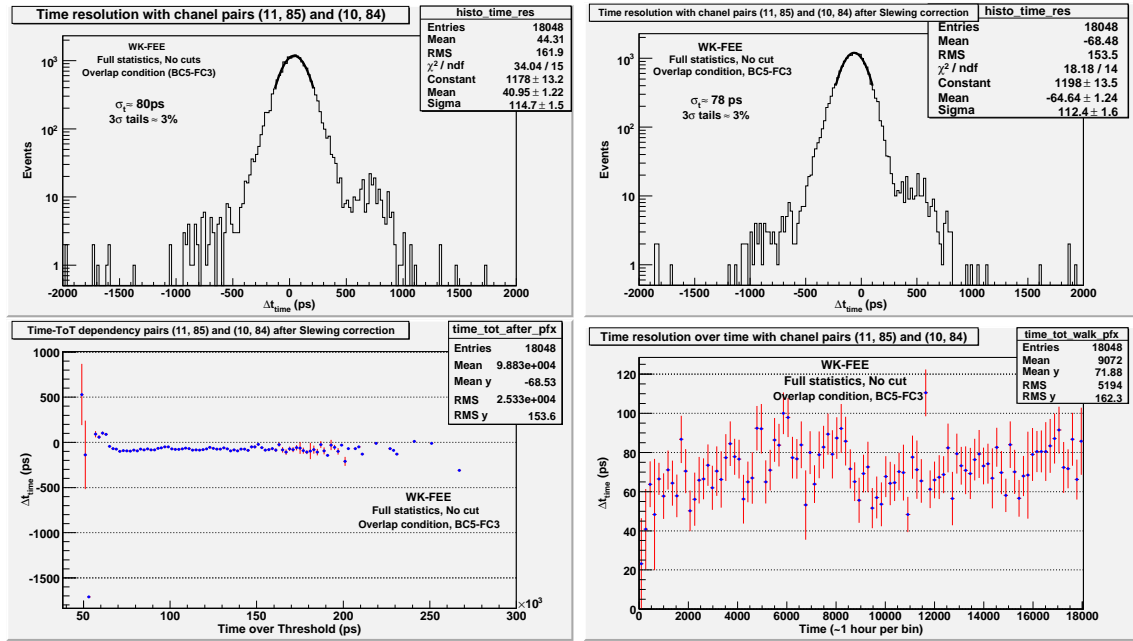 Time resolution with chanel pairs (11, 85) and (10, 84)
histo_time_res
Entries 18048
Mean 44.31
RMS 161.9
χ² / ndf 34.04 / 15
Constant 1178 ± 13.2
Mean 40.95 ± 1.22
Sigma 114.7 ± 1.5
WK-FEE
Full statistics, No cuts
Overlap condition (BC5-FC3)
σt ≈ 80ps
3σ tails ≈ 3%
Events
10³
10²
10
1
-2000 -1500 -1000 -500 0 500 1000 1500 2000
Δt time (ps)
Time resolution with chanel pairs (11, 85) and (10, 84) after Slewing correction
histo_time_res
Entries 18048
Mean -68.48
RMS 153.5
χ² / ndf 18.18 / 14
Constant 1198 ± 13.5
Mean -64.64 ± 1.24
Sigma 112.4 ± 1.6
WK-FEE
Full statistics, No cut
Overlap condition, BC5-FC3
σt ≈ 78 ps
3σ tails ≈ 3%
Events
10³
10²
10
1
-2000 -1500 -1000 -500 0 500 1000 1500 2000
Δt time (ps)
Time-ToT dependency pairs (11, 85) and (10, 84) after Slewing correction
time_tot_after_pfx
Entries 18048
Mean 9.883e+004
Mean y -68.53
RMS 2.533e+004
RMS y 153.6
WK-FEE
Full statistics, No cut
Overlap condition, BC5-FC3
Δt time (ps)
1000
500
0
-500
-1000
-1500
50 100 150 200 250 300
×10³
Time over Threshold (ps)
Time resolution over time with chanel pairs (11, 85) and (10, 84)
time_tot_walk_pfx
Entries 18048
Mean 9072
Mean y 71.88
RMS 5194
RMS y 162.3
WK-FEE
Full statistics, No cut
Overlap condition, BC5-FC3
Δt time (ps)
120
100
80
60
40
20
0
0 2000 4000 6000 8000 10000 12000 14000 16000 18000
Time (~1 hour per bin)